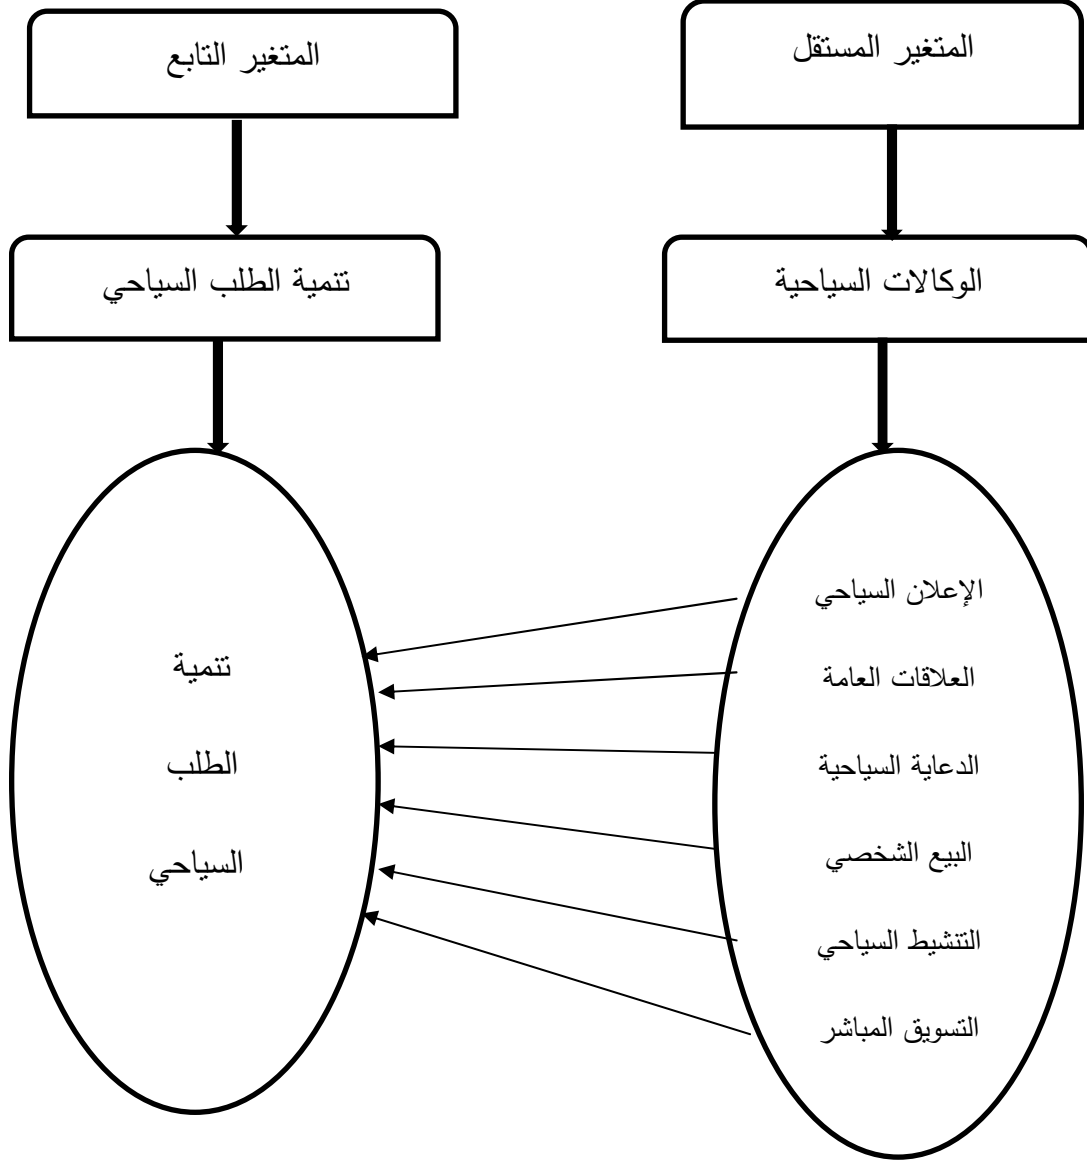 المتغير المستقل
المتغير التابع
الوكالات السياحية
تنمية الطلب السياحي
الإعلان السياحي
العلاقات العامة
الدعاية السياحية
البيع الشخصي
التنشيط السياحي
التسويق المباشر
تنمية
الطلب
السياحي